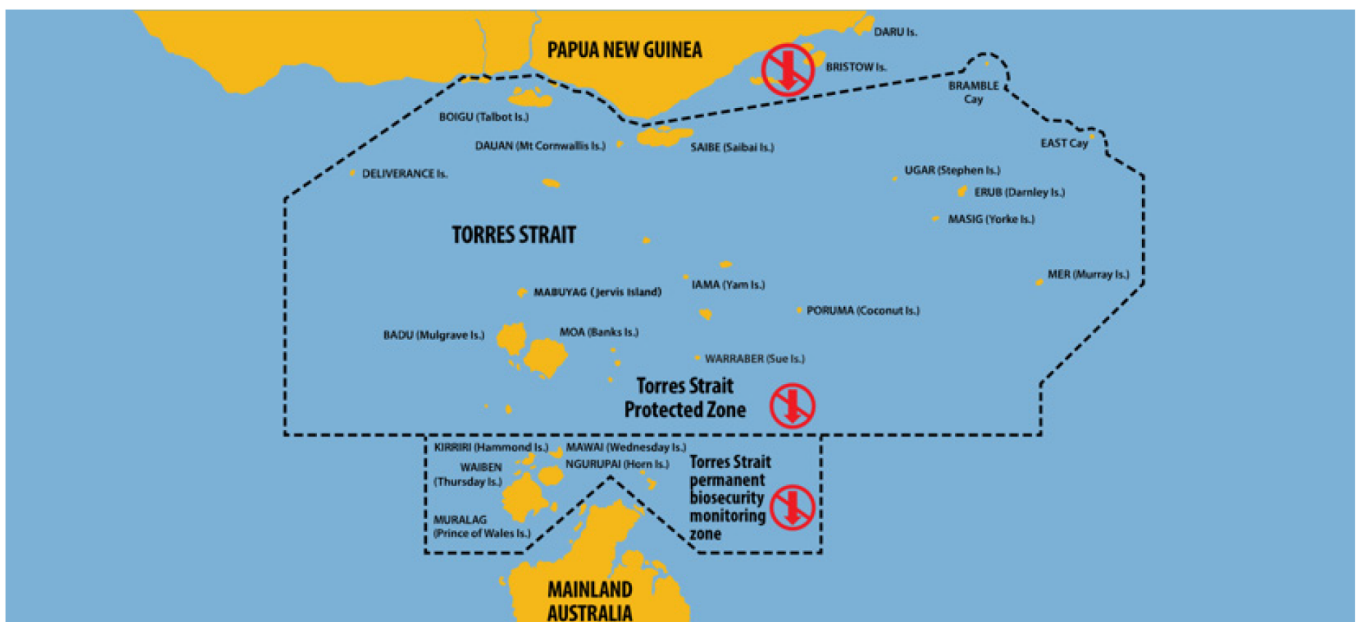 DARU Is.
PAPUA NEW GUINEA
BRISTOW Is.
BRAMBLE
Cay
BOIGU (Talbot Is.)
EAST Cay
DAUAN (Mt Cornwallis Is.)
SAIBE (Saibai Is.)
DELIVERANCE Is.
UGAR (Stephen Is.)
ERUB (Darnley Is.)
MASIG (Yorke Is.)
TORRES STRAIT
MER (Murray Is.)
IAMA (Yam Is.)
MABUYAG (Jervis Island)
PORUMA (Coconut Is.)
BADU (Mulgrave Is.)
MOA (Banks Is.)
WARRABER (Sue Is.)
Torres Strait
Protected Zone
KIRRIRI (Hammond Is.)
MAWAI (Wednesday Is.)
WAIBEN
(Thursday Is.)
NGURUPAI (Horn Is.)
Torres Strait
permanent
biosecurity
monitoring
zone
MURALAG
(Prince of Wales Is.)
MAINLAND
AUSTRALIA